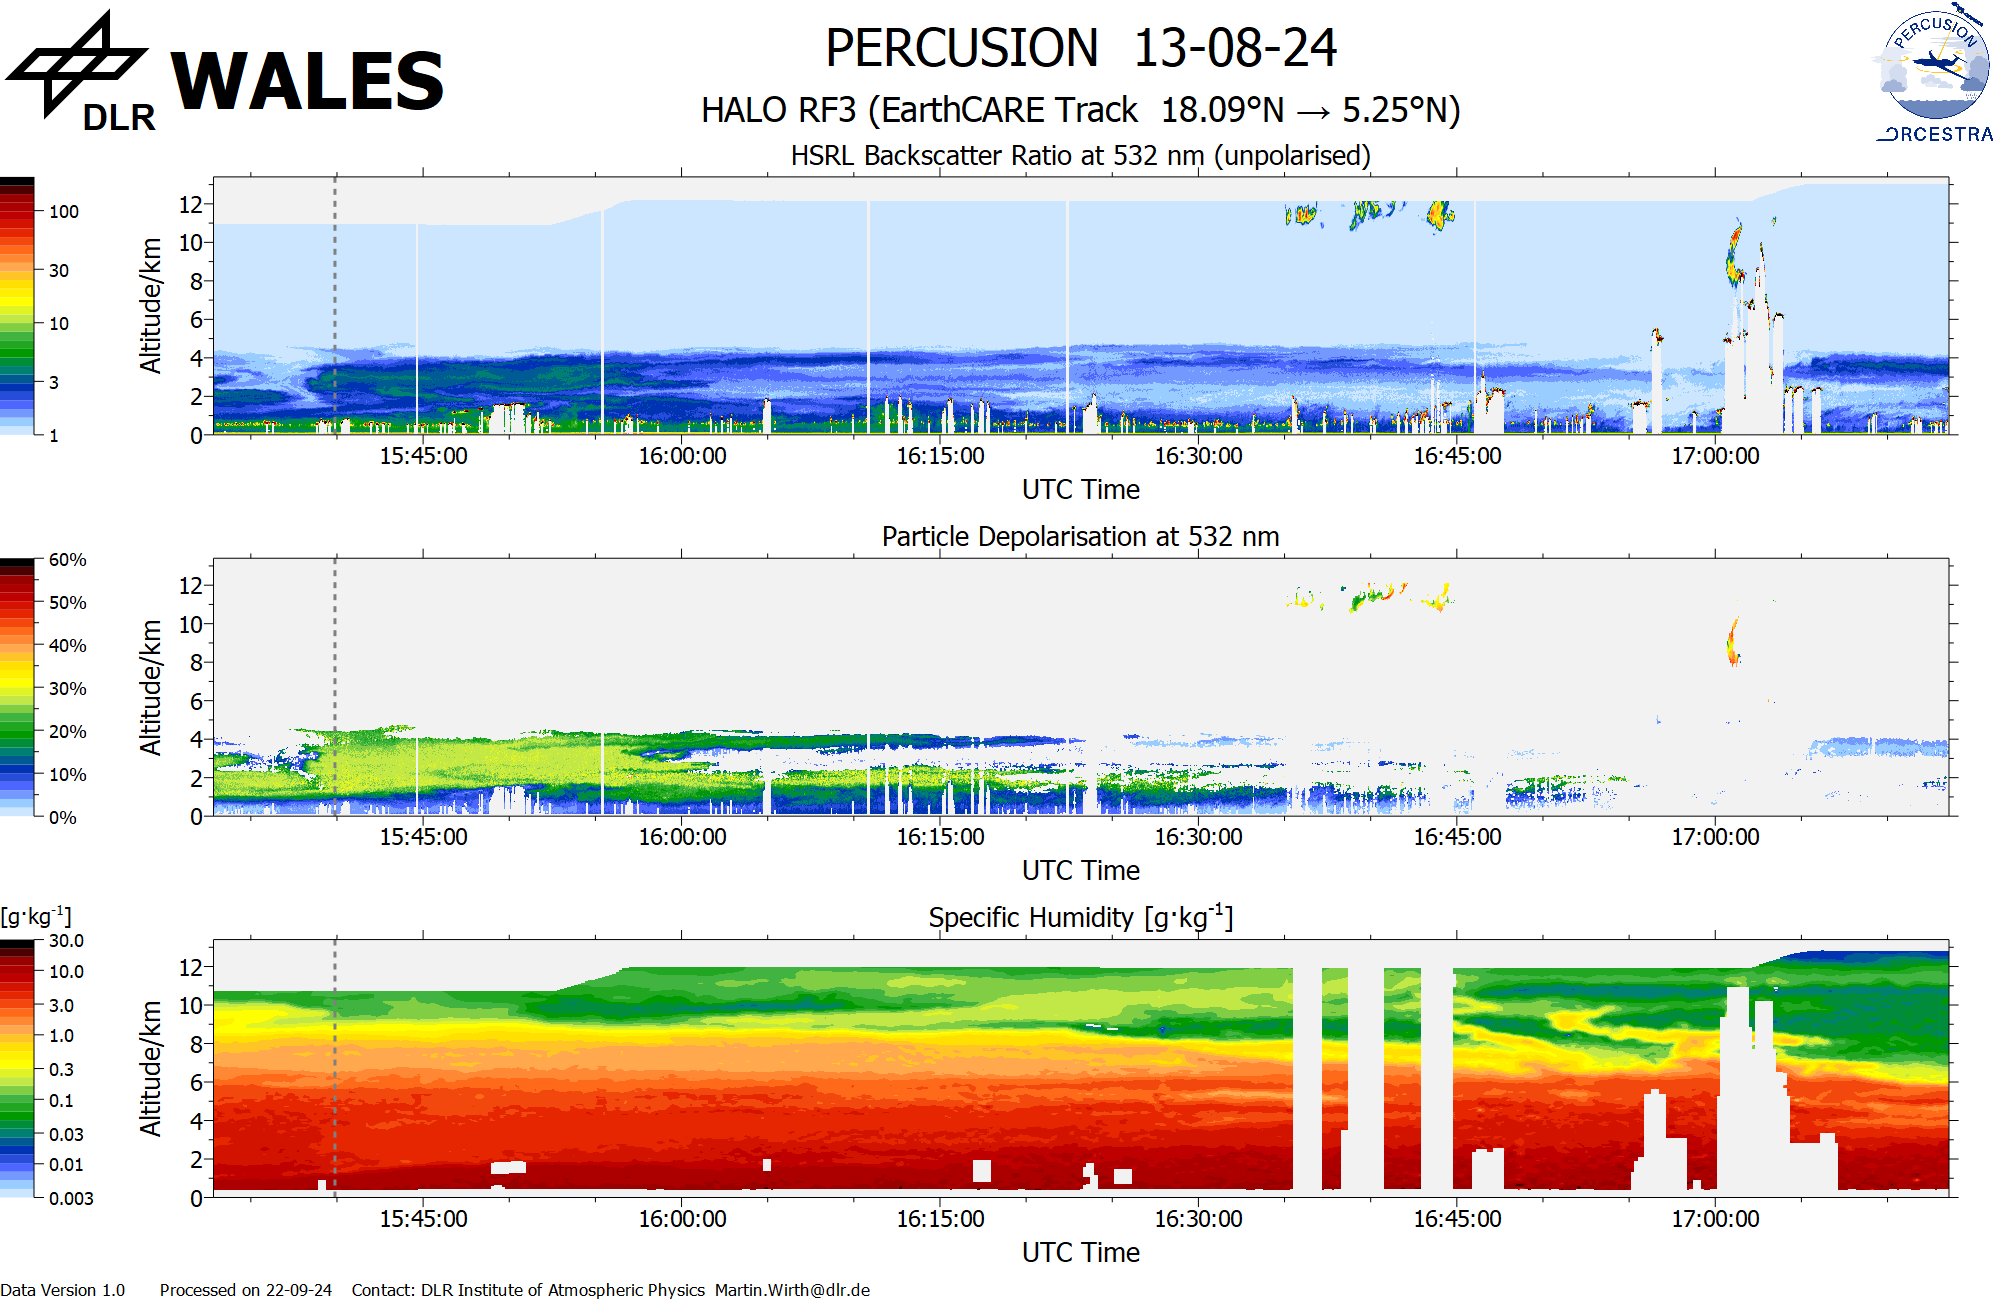 DLR
WALES
PERCUSION 13-08-24
HALO RF3 (EarthCARE Track 18.09°N → 5.25°N)
PERCUSION
ORCESTRA
HSRL Backscatter Ratio at 532 nm (unpolarised)
100
30
10
3
1
Altitude/km
12
10
8
6
4
2
0
15:45:00 16:00:00 16:15:00 16:30:00 16:45:00 17:00:00
UTC Time
Particle Depolarisation at 532 nm
60%
50%
40%
30%
20%
10%
0%
Altitude/km
12
10
8
6
4
2
0
15:45:00 16:00:00 16:15:00 16:30:00 16:45:00 17:00:00
UTC Time
Specific Humidity [g·kg⁻¹]
[g·kg⁻¹]
30.0
10.0
3.0
1.0
0.3
0.1
0.03
0.01
0.003
Altitude/km
12
10
8
6
4
2
0
15:45:00 16:00:00 16:15:00 16:30:00 16:45:00 17:00:00
UTC Time
Data Version 1.0 Processed on 22-09-24 Contact: DLR Institute of Atmospheric Physics Martin.Wirth@dlr.de